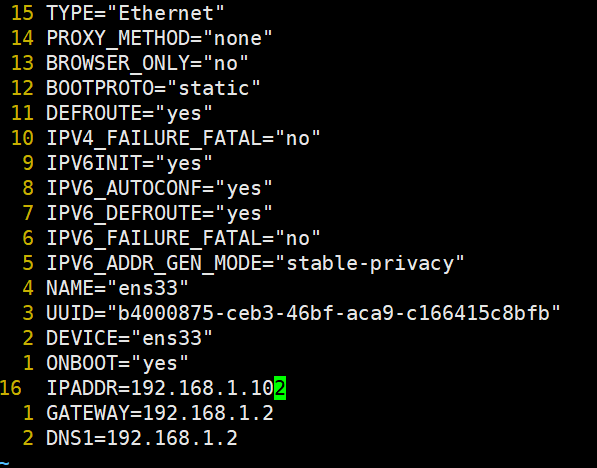 15 TYPE="Ethernet"
14 PROXY_METHOD="none"
13 BROWSER_ONLY="no"
12 BOOTPROTO="static"
11 DEFROUTE="yes"
10 IPV4_FAILURE_FATAL="no"
9 IPV6INIT="yes"
8 IPV6_AUTOCONF="yes"
7 IPV6_DEFROUTE="yes"
6 IPV6_FAILURE_FATAL="no"
5 IPV6_ADDR_GEN_MODE="stable-privacy"
4 NAME="ens33"
3 UUID="b4000875-ceb3-46bf-aca9-c166415c8bfb"
2 DEVICE="ens33"
1 ONBOOT="yes"
16 IPADDR=192.168.1.102
1 GATEWAY=192.168.1.2
2 DNS1=192.168.1.2
~